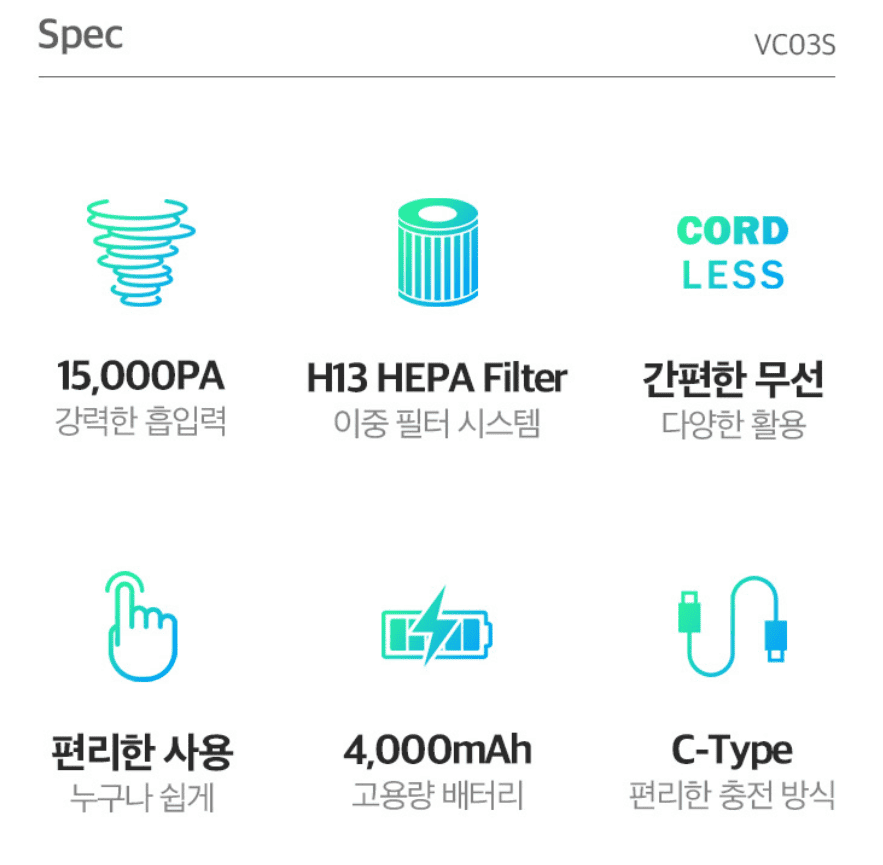 Spec
VC03S
CORD
LESS
15,000PA
강력한 흡입력
H13 HEPA Filter
이중 필터 시스템
간편한 무선
다양한 활용
편리한 사용
누구나 쉽게
4,000mAh
고용량 배터리
C-Type
편리한 충전 방식